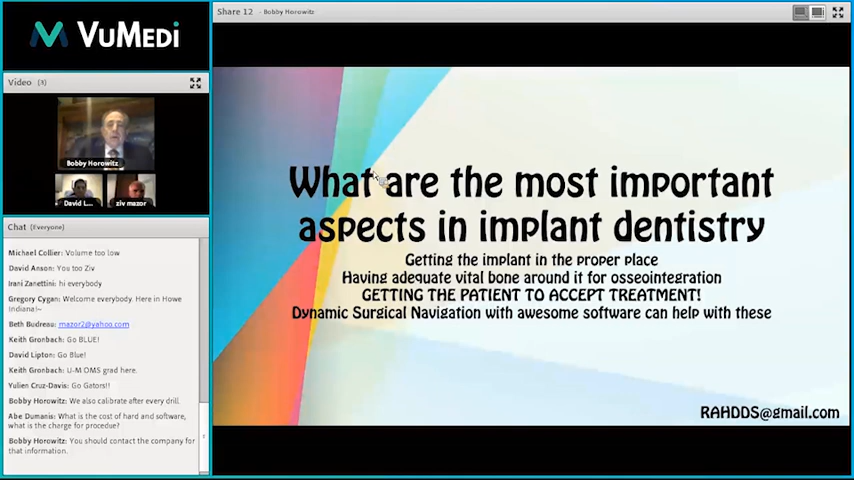 VUMEDI
Share 12 - Bobby Horowitz
Video (3)
Bobby Horowitz
David L...
ziv mazor
Chat (Everyone)
Michael Collier: Volume too low
David Anson: You too Ziv
Irani Zanettini: hi everybody
Gregory Cygan: Welcome everybody. Here in Howe
Indiana!~
Beth Budreau: mazor2@yahoo.com
Keith Gronbach: Go BLUE!
David Lipton: Go Blue!
Keith Gronbach: U-M OMS grad here.
Yulien Cruz-Davis: Go Gators!!
Bobby Horowitz: We also calibrate after every drill
Abe Dumanis: What is the cost of hard and software,
what is the charge for procedue?
Bobby Horowitz: You should contact the company for
that information.
What are the most important
aspects in implant dentistry
Getting the implant in the proper place
Having adequate vital bone around it for osseointegration
GETTING THE PATIENT TO ACCEPT TREATMENT!
Dynamic Surgical Navigation with awesome software can help with these
RAHDDS@gmail.com